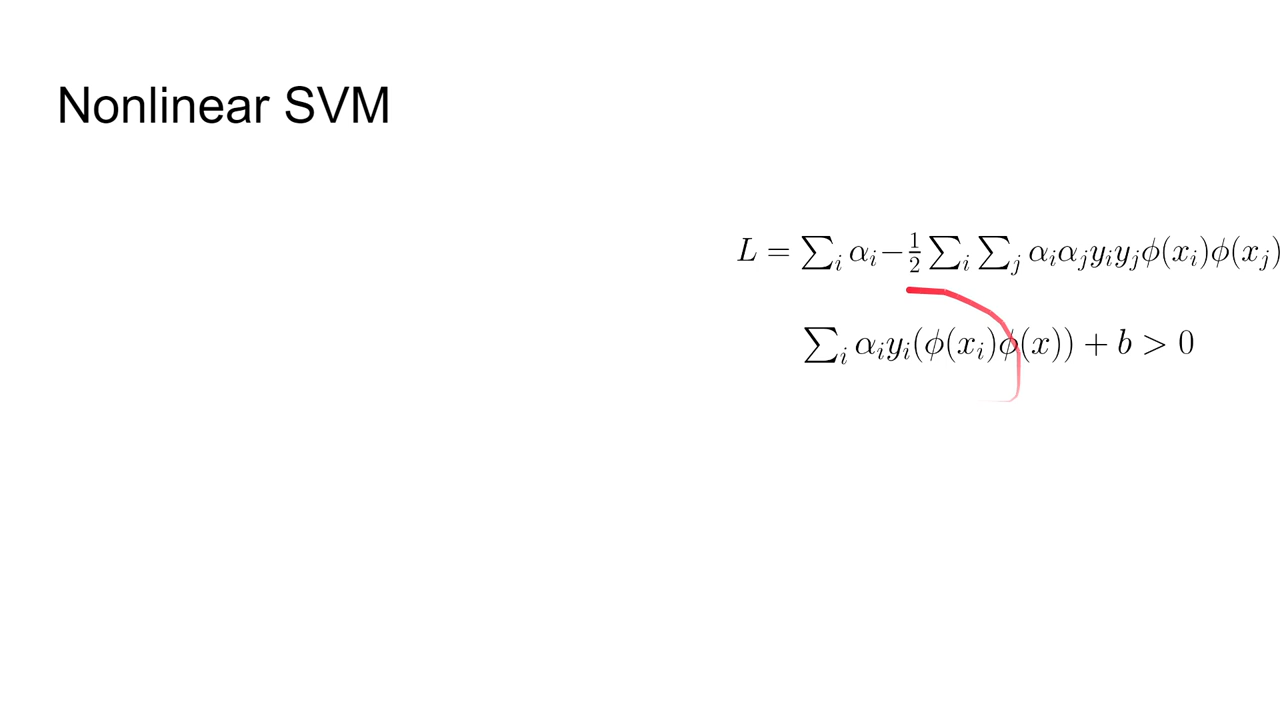 Nonlinear SVM
L = ∑_i α_i − 1/2 ∑_i ∑_j α_i α_j y_i y_j ϕ(x_i)ϕ(x_j)
∑_i α_i y_i(ϕ(x_i)ϕ(x)) + b > 0